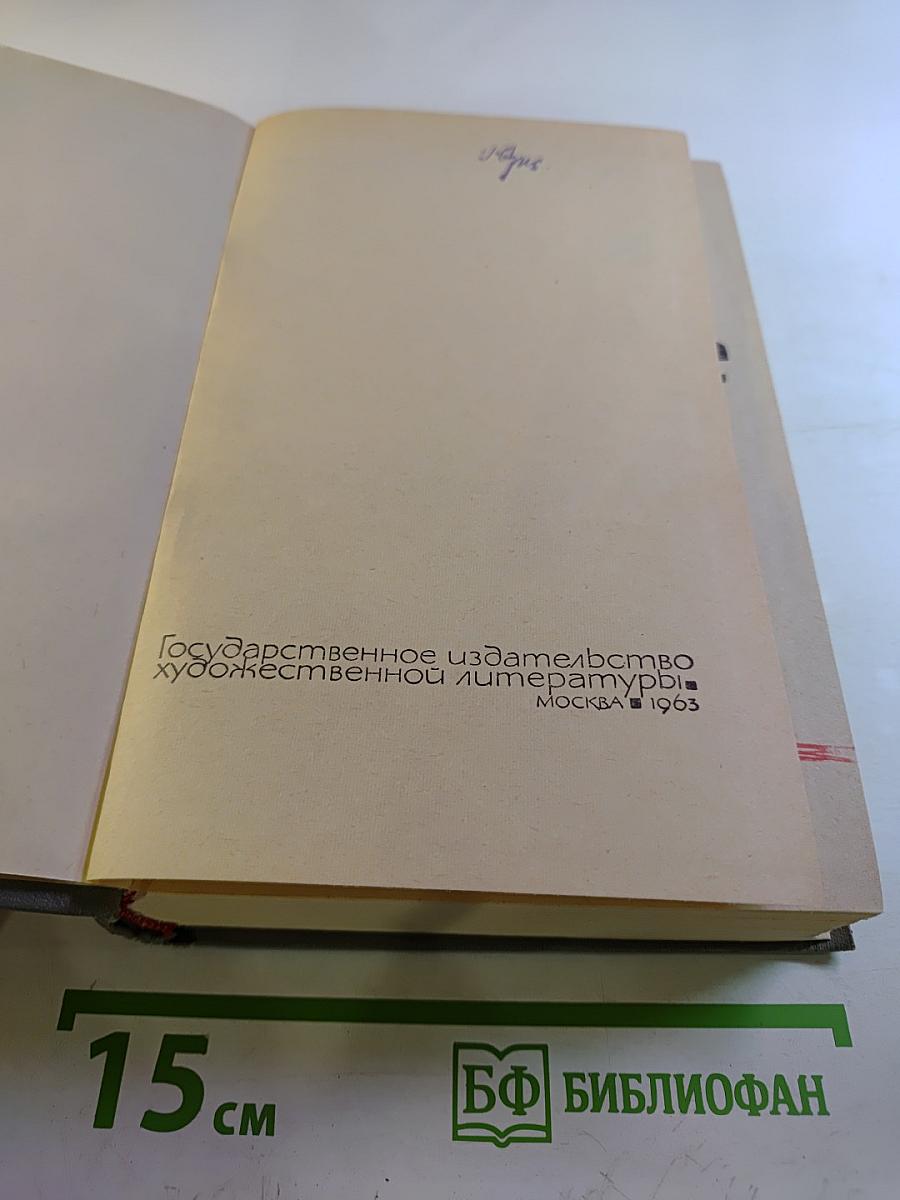 Государственное издательство
художественной литературы
МОСКВА 1963
15 см
БФ БИБЛИОФАН